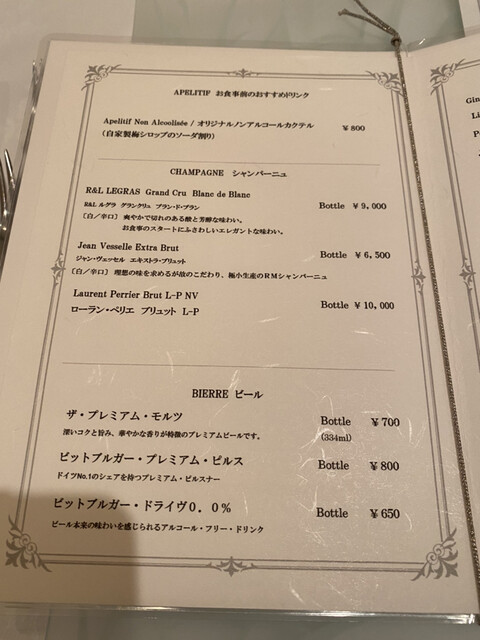 APELITIF お食事前のおすすめドリンク
Apelitif Non Alcoolisée / オリジナルノンアルコールカクテル ￥800
（自家製梅シロップのソーダ割り）
CHAMPAGNE シャンパーニュ
R&L LEGRAS Grand Cru Blanc de Blanc Bottle ￥9,000
R&L ルグラ グランクリュ ブラン・ド・ブラン
〔白／辛口〕 爽やかで切れのある酸と芳醇な味わい。
お食事のスタートにふさわしいエレガントな味わい。
Jean Vesselle Extra Brut Bottle ￥6,500
ジャン・ヴェッセル エキストラ・ブリュット
〔白／辛口〕 理想の味を求めるが故のこだわり、極小生産のRMシャンパーニュ
Laurent Perrier Brut L-P NV Bottle ￥10,000
ローラン・ペリエ ブリュット L-P
BIERRE ビール
ザ・プレミアム・モルツ Bottle ￥700
深いコクと旨み、華やかな香りが特徴のプレミアムビールです。 (334ml)
ビットブルガー・プレミアム・ピルス Bottle ￥800
ドイツNo.1のシェアを持つプレミアム・ピルスナー
ビットブルガー・ドライヴ０．０％ Bottle ￥650
ビール本来の味わいを感じられるアルコール・フリー・ドリンク
Gin
Li